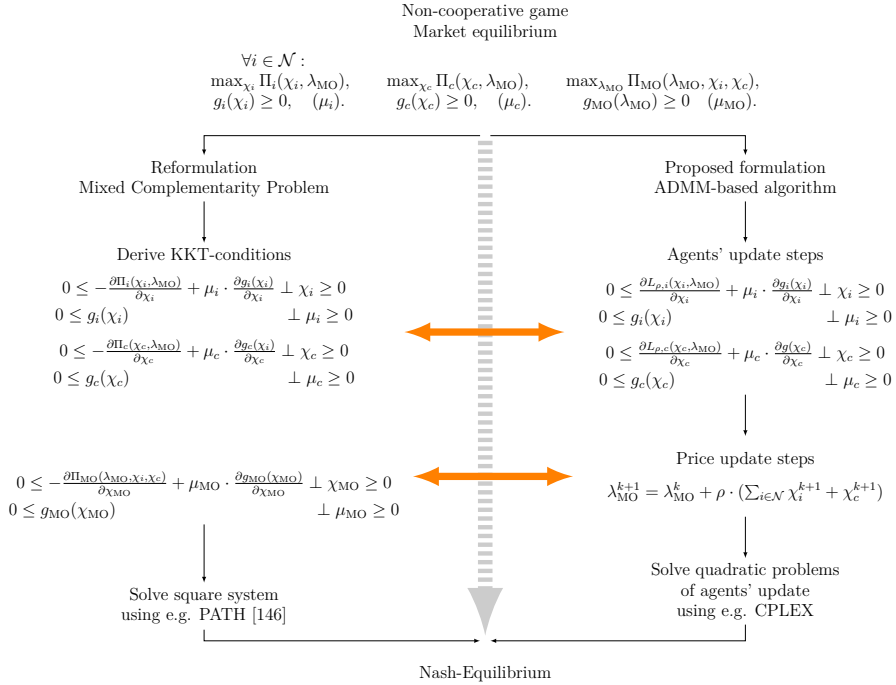 Non-cooperative game
Market equilibrium
∀i ∈ 𝒩 :
max_{χ_i} Π_i(χ_i, λ_MO),
g_i(χ_i) ≥ 0, (μ_i).
max_{χ_c} Π_c(χ_c, λ_MO),
g_c(χ_c) ≥ 0, (μ_c).
max_{λ_MO} Π_MO(λ_MO, χ_i, χ_c),
g_MO(λ_MO) ≥ 0 (μ_MO).
Reformulation
Mixed Complementarity Problem
Derive KKT-conditions
0 ≤ −∂Π_i(χ_i,λ_MO)/∂χ_i + μ_i · ∂g_i(χ_i)/∂χ_i ⊥ χ_i ≥ 0
0 ≤ g_i(χ_i) ⊥ μ_i ≥ 0
0 ≤ −∂Π_c(χ_c,λ_MO)/∂χ_c + μ_c · ∂g_c(χ_i)/∂χ_c ⊥ χ_c ≥ 0
0 ≤ g_c(χ_c) ⊥ μ_c ≥ 0
0 ≤ −∂Π_MO(λ_MO,χ_i,χ_c)/∂χ_MO + μ_MO · ∂g_MO(χ_MO)/∂χ_MO ⊥ χ_MO ≥ 0
0 ≤ g_MO(χ_MO) ⊥ μ_MO ≥ 0
Solve square system
using e.g. PATH [146]
Proposed formulation
ADMM-based algorithm
Agents' update steps
0 ≤ ∂L_{ρ,i}(χ_i,λ_MO)/∂χ_i + μ_i · ∂g_i(χ_i)/∂χ_i ⊥ χ_i ≥ 0
0 ≤ g_i(χ_i) ⊥ μ_i ≥ 0
0 ≤ ∂L_{ρ,c}(χ_c,λ_MO)/∂χ_c + μ_c · ∂g(χ_c)/∂χ_c ⊥ χ_c ≥ 0
0 ≤ g_c(χ_c) ⊥ μ_c ≥ 0
Price update steps
λ_MO^{k+1} = λ_MO^k + ρ · (∑_{i∈𝒩} χ_i^{k+1} + χ_c^{k+1})
Solve quadratic problems
of agents' update
using e.g. CPLEX
Nash-Equilibrium